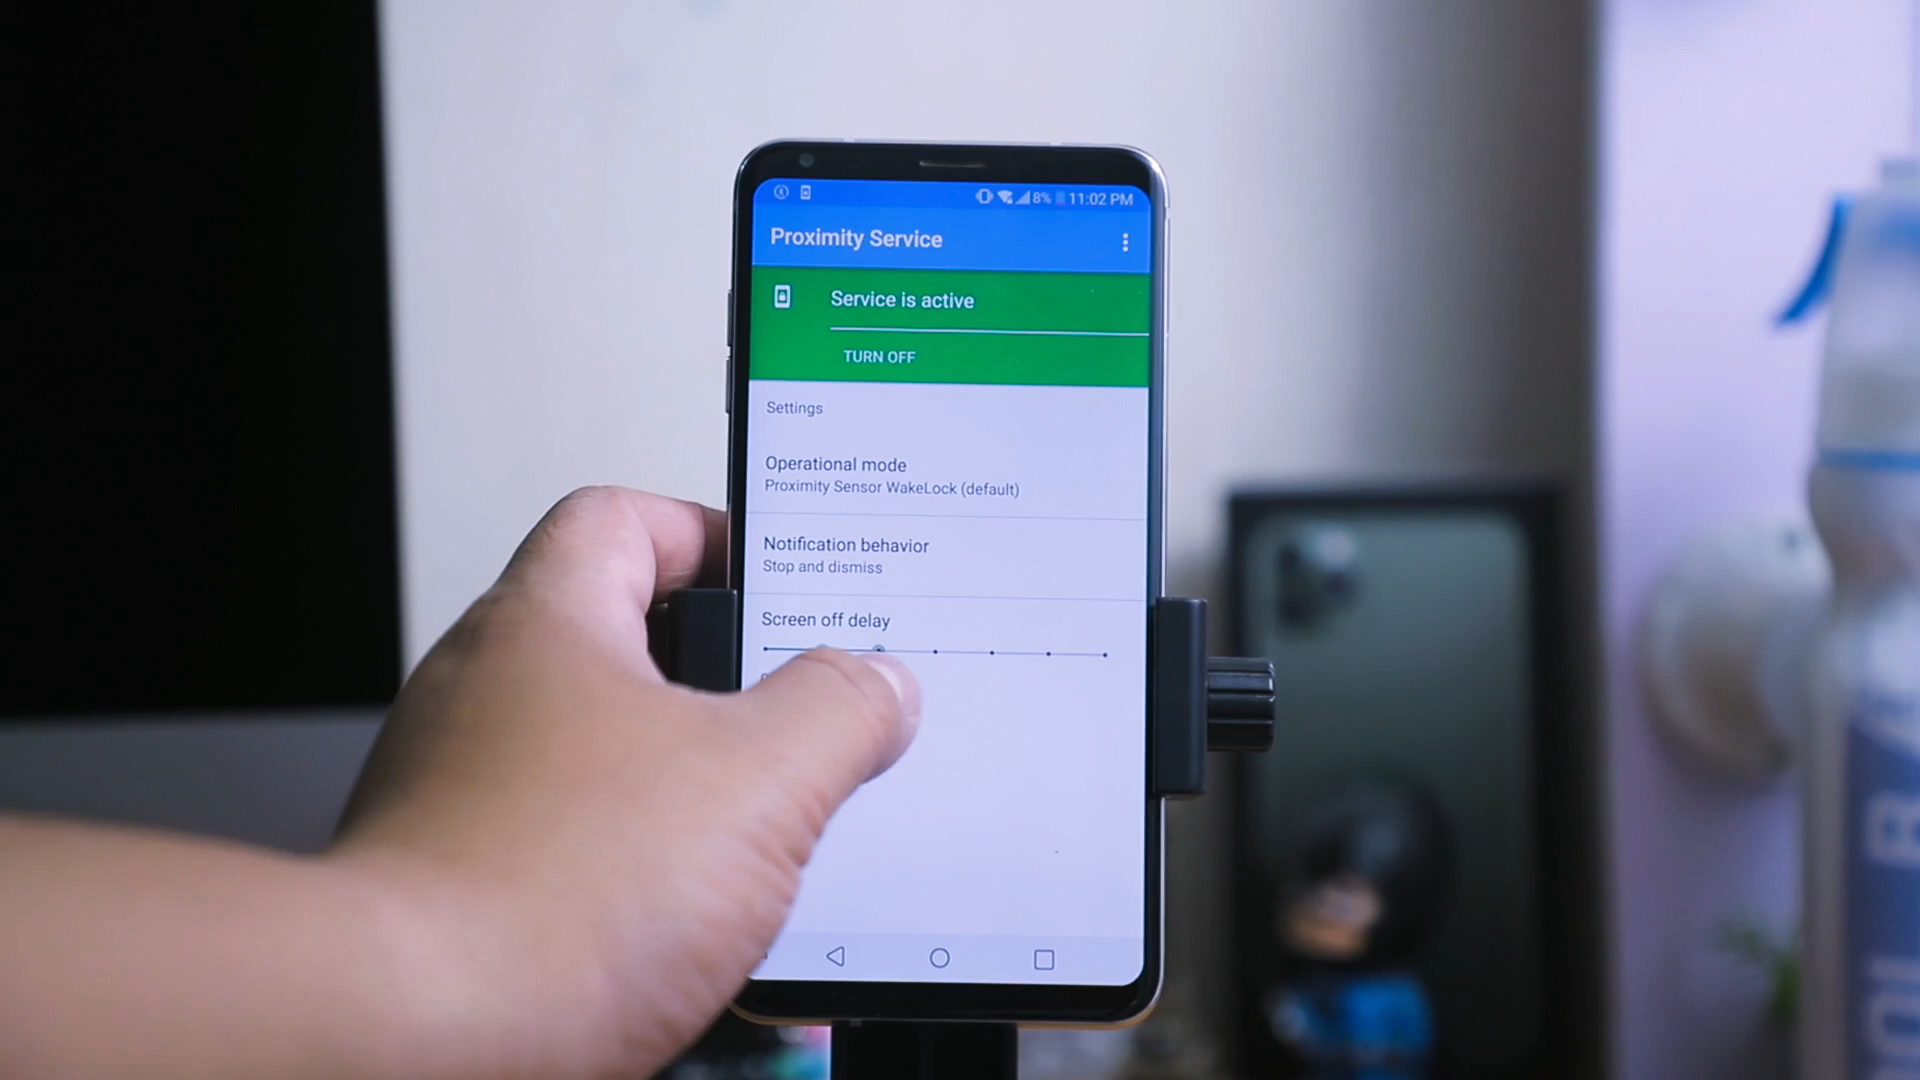 8% 11:02 PM
Proximity Service
Service is active
TURN OFF
Settings
Operational mode
Proximity Sensor WakeLock (default)
Notification behavior
Stop and dismiss
Screen off delay